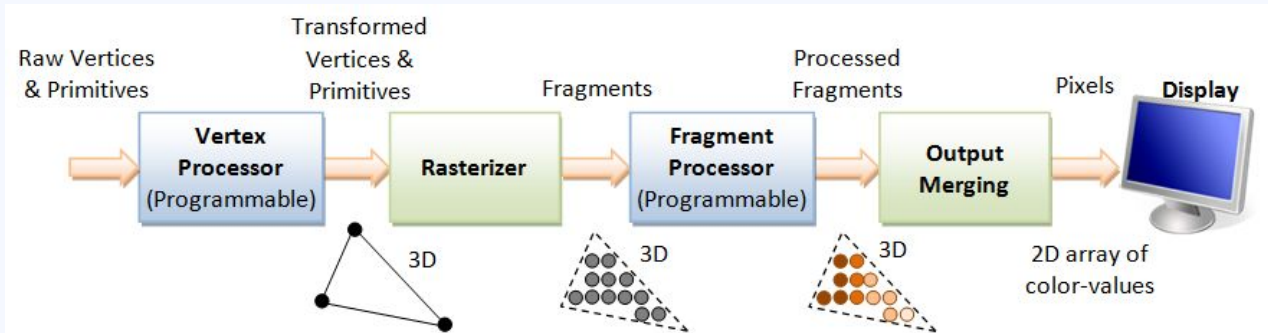 Raw Vertices
& Primitives
Transformed
Vertices &
Primitives
Fragments
Processed
Fragments
Pixels
Display
Vertex
Processor
(Programmable)
Rasterizer
Fragment
Processor
(Programmable)
Output
Merging
3D
3D
3D
2D array of
color-values